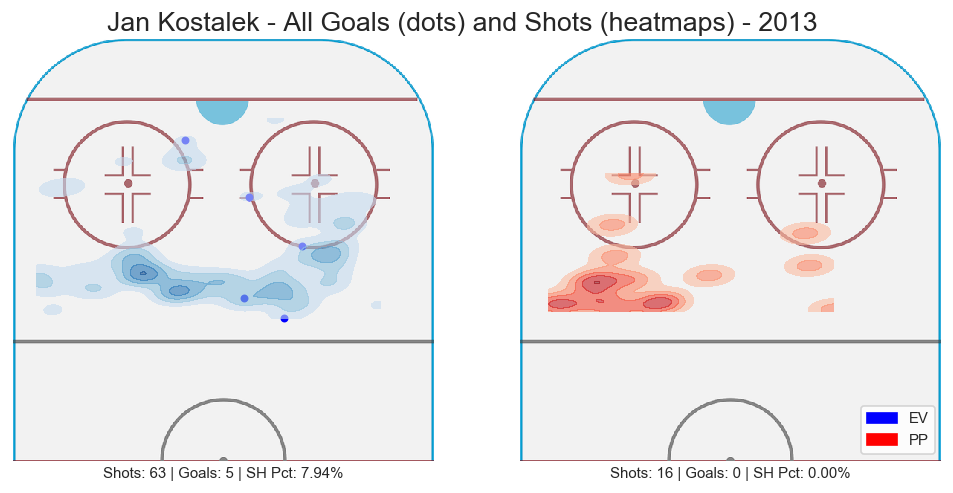 Jan Kostalek - All Goals (dots) and Shots (heatmaps) - 2013
EV
PP
Shots: 63 | Goals: 5 | SH Pct: 7.94%
Shots: 16 | Goals: 0 | SH Pct: 0.00%